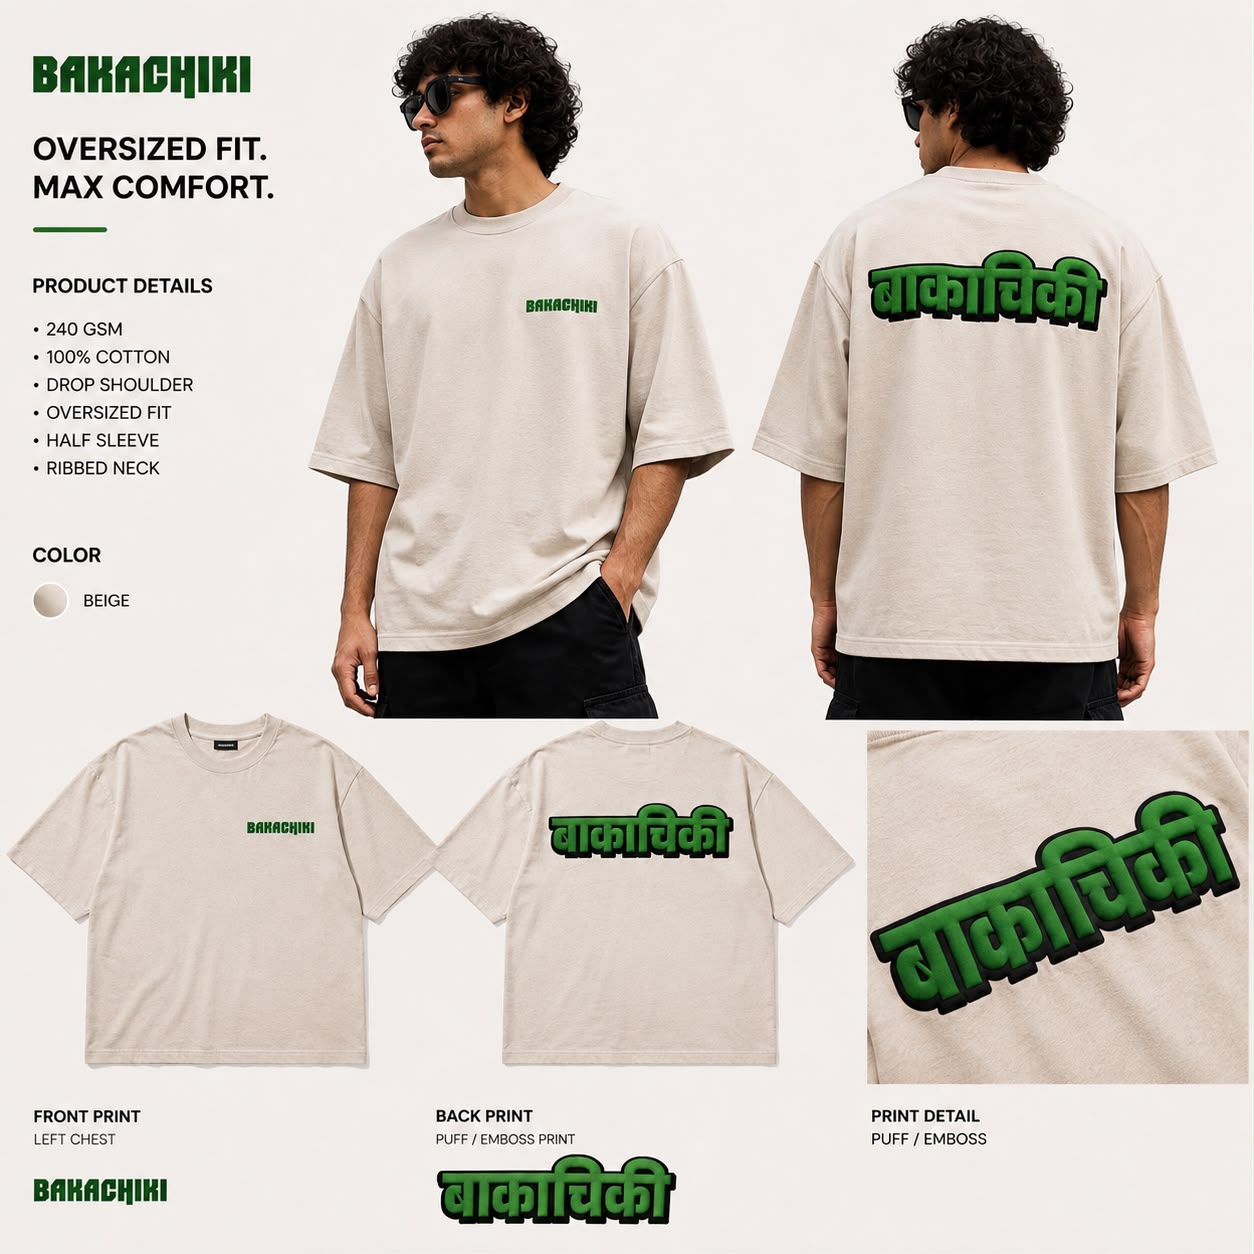 BAKACHIKI
OVERSIZED FIT.
MAX COMFORT.
PRODUCT DETAILS
• 240 GSM
• 100% COTTON
• DROP SHOULDER
• OVERSIZED FIT
• HALF SLEEVE
• RIBBED NECK
COLOR
BEIGE
BAKACHIKI
बाकाचिकी
BAKACHIKI
बाकाचिकी
बाकाचिकी
FRONT PRINT
LEFT CHEST
BAKACHIKI
BACK PRINT
PUFF / EMBOSS PRINT
बाकाचिकी
PRINT DETAIL
PUFF / EMBOSS